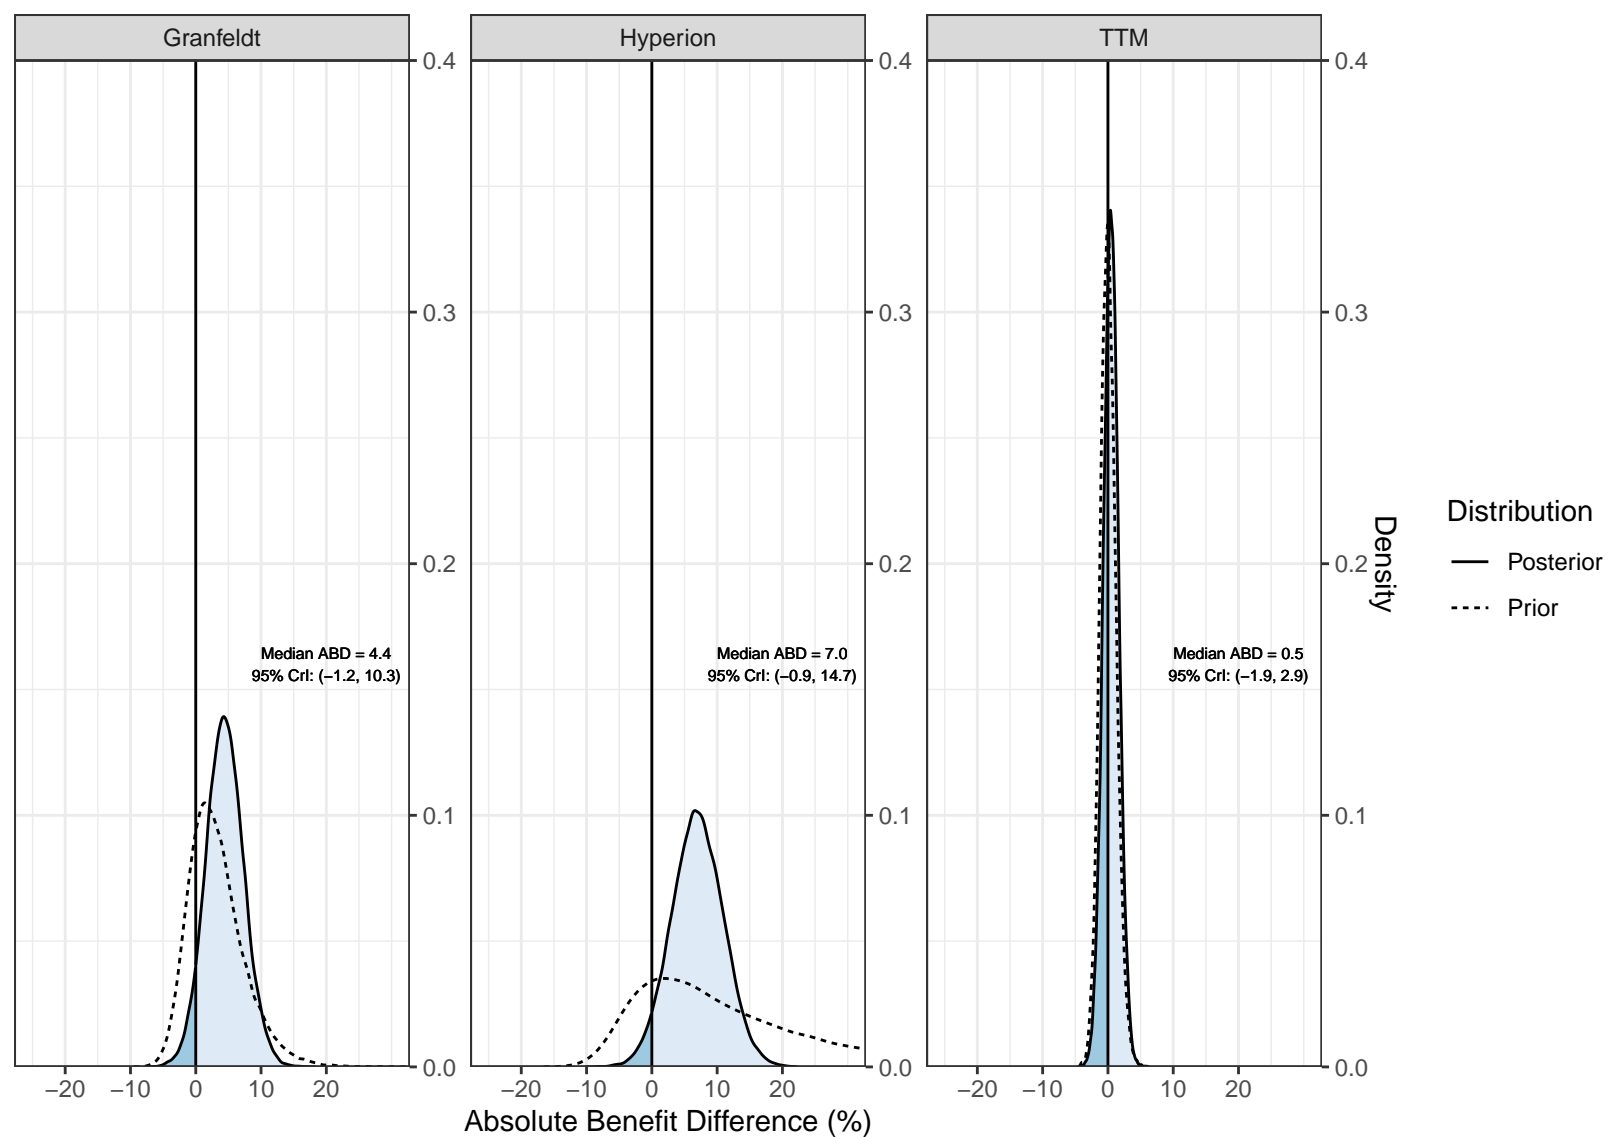 Granfeldt
Hyperion
TTM
0.4
0.3
0.2
0.1
0.0
0.4
0.3
0.2
0.1
0.0
0.4
0.3
0.2
0.1
0.0
Median ABD = 4.4
95% CrI: (−1.2, 10.3)
Median ABD = 7.0
95% CrI: (−0.9, 14.7)
Median ABD = 0.5
95% CrI: (−1.9, 2.9)
−20 −10 0 10 20
−20 −10 0 10 20
−20 −10 0 10 20
Absolute Benefit Difference (%)
Density
Distribution
Posterior
Prior